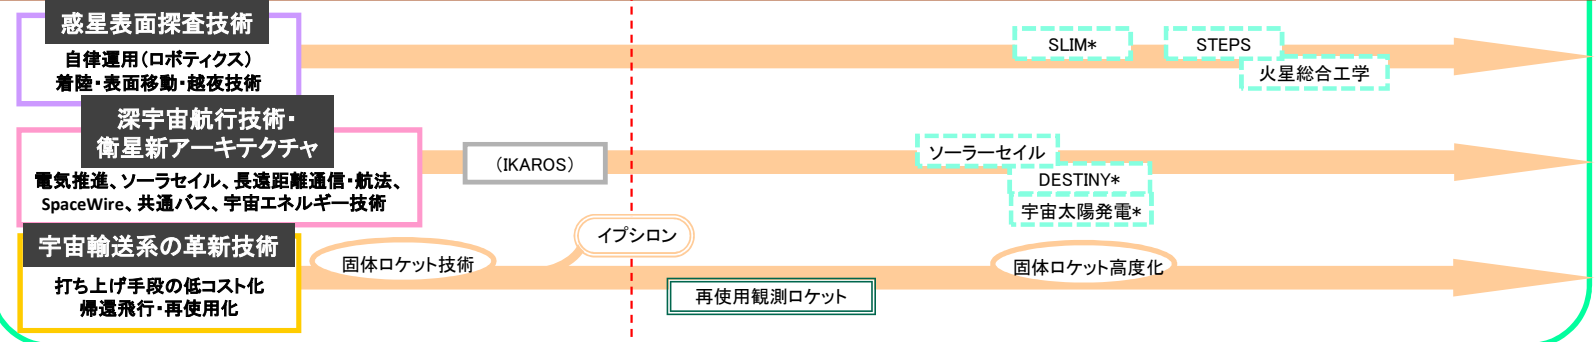 惑星表面探査技術
自律運用(ロボティクス)
着陸・表面移動・越夜技術
SLIM*
STEPS
火星総合工学
深宇宙航行技術・
衛星新アーキテクチャ
電気推進、ソーラセイル、長遠距離通信・航法、
SpaceWire、共通バス、宇宙エネルギー技術
(IKAROS)
ソーラーセイル
DESTINY*
宇宙太陽発電*
宇宙輸送系の革新技術
打ち上げ手段の低コスト化
帰還飛行・再使用化
固体ロケット技術
イプシロン
再使用観測ロケット
固体ロケット高度化